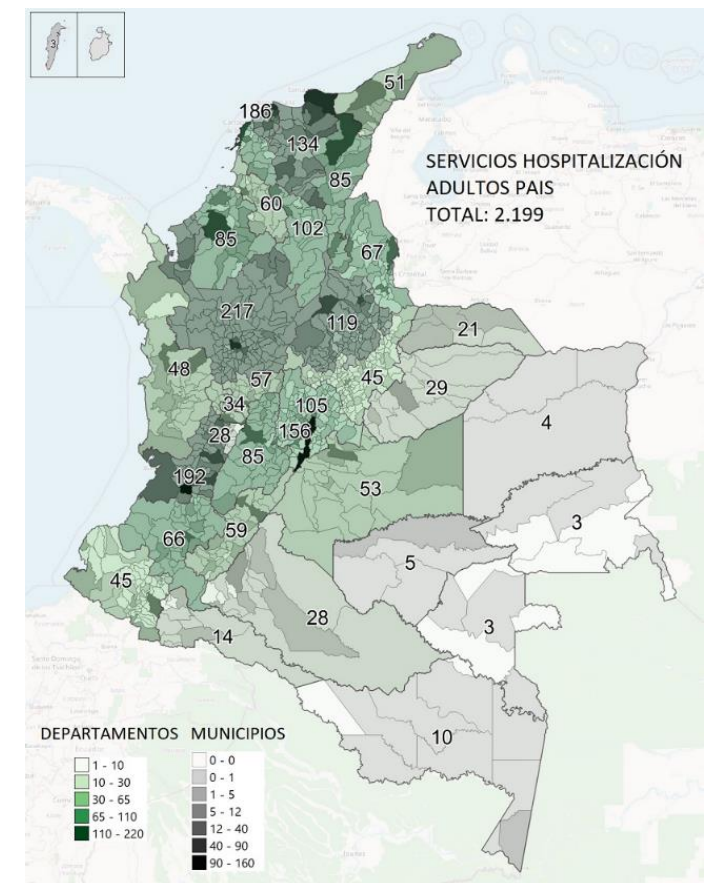 3
51
186
134
SERVICIOS HOSPITALIZACIÓN
ADULTOS PAIS
TOTAL: 2.199
85
60
102
85
67
217
119
21
48
57
45
29
34
105
4
28
156
192
85
53
3
59
66
5
45
28
3
14
10
DEPARTAMENTOS
1 - 10
10 - 30
30 - 65
65 - 110
110 - 220
MUNICIPIOS
0 - 0
0 - 1
1 - 5
5 - 12
12 - 40
40 - 90
90 - 160